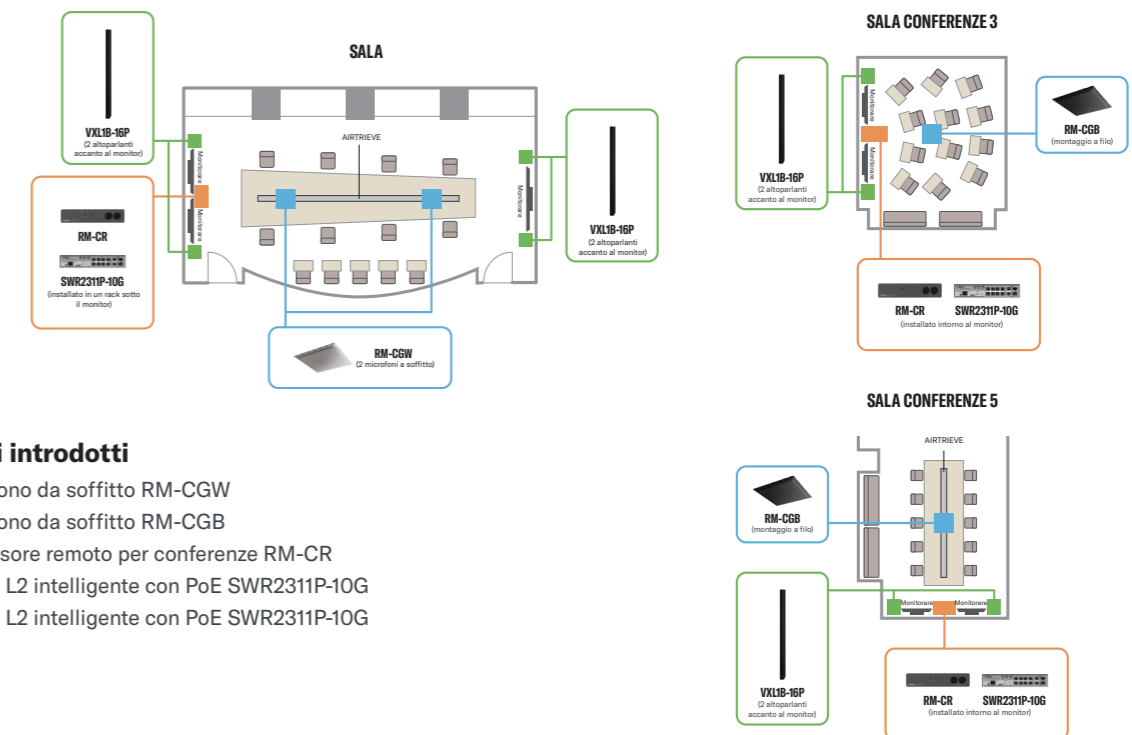 SALA
VXL1B-16P
(2 altoparlanti
accanto al monitor)
RM-CR
SWR2311P-10G
(installato in un rack sotto
il monitor)
Monitorare
Monitorare
AIRTRIEVE
Monitorare
VXL1B-16P
(2 altoparlanti
accanto al monitor)
RM-CGW
(2 microfoni a soffitto)
SALA CONFERENZE 3
VXL1B-16P
(2 altoparlanti
accanto al monitor)
Monitorare
Monitorare
RM-CGB
(montaggio a filo)
RM-CR
SWR2311P-10G
(installato intorno al monitor)
i introdotti
ono da soffitto RM-CGW
ono da soffitto RM-CGB
sore remoto per conferenze RM-CR
L2 intelligente con PoE SWR2311P-10G
L2 intelligente con PoE SWR2311P-10G
SALA CONFERENZE 5
AIRTRIEVE
RM-CGB
(montaggio a filo)
Monitorare
Monitorare
VXL1B-16P
(2 altoparlanti
accanto al monitor)
RM-CR
SWR2311P-10G
(installato intorno al monitor)